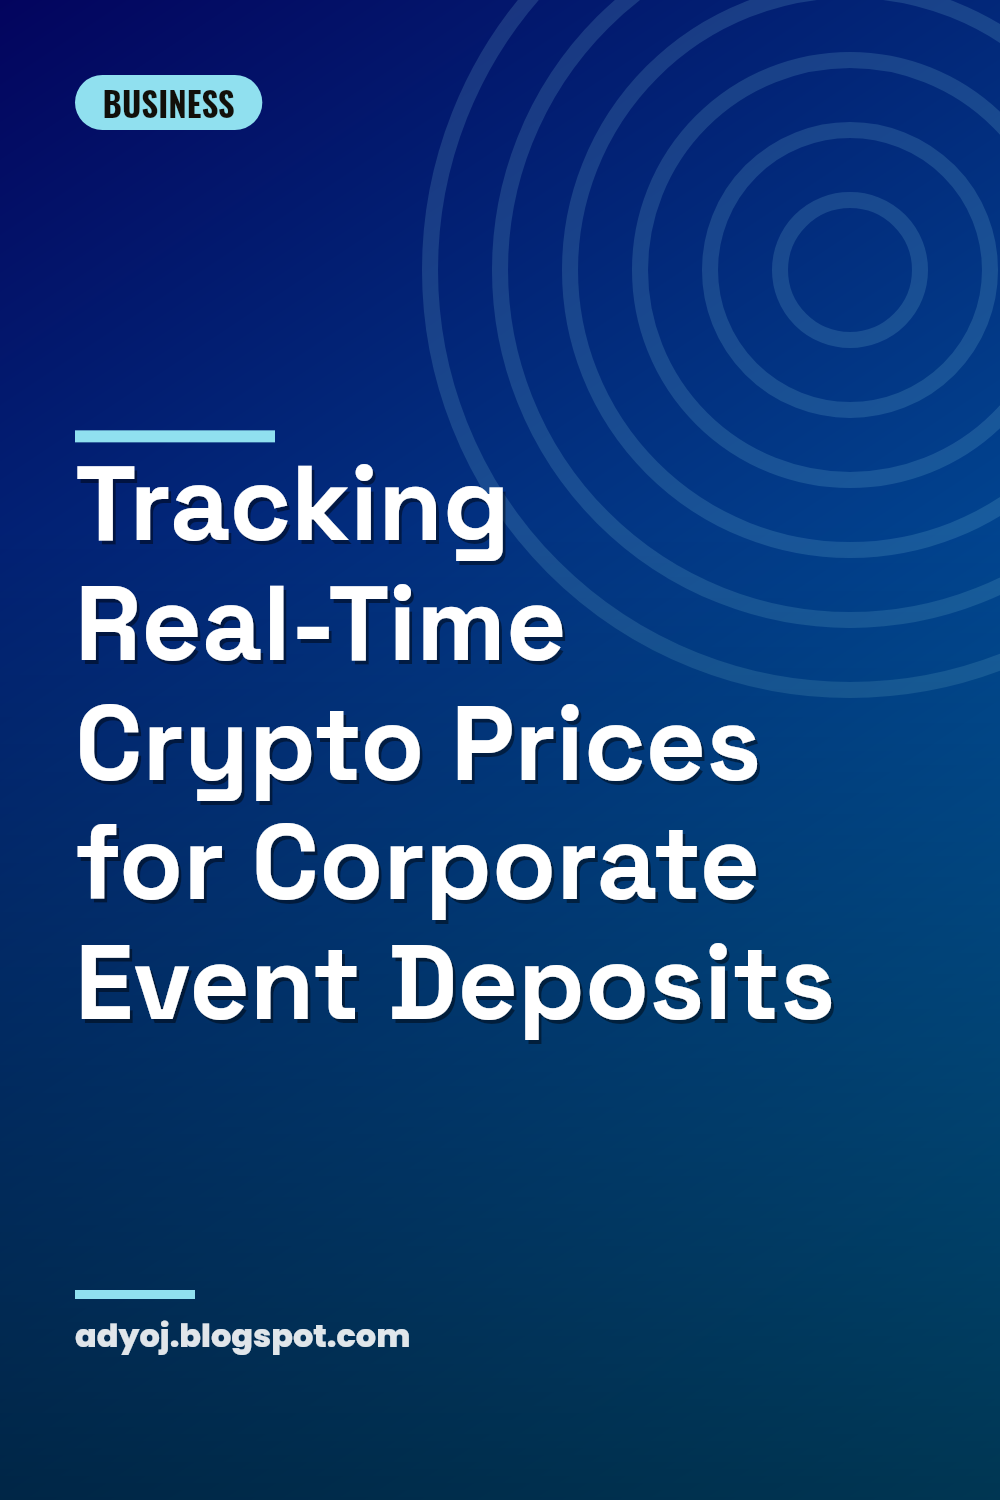 BUSINESS
Tracking
Real-Time
Crypto Prices
for Corporate
Event Deposits
adyoj.blogspot.com